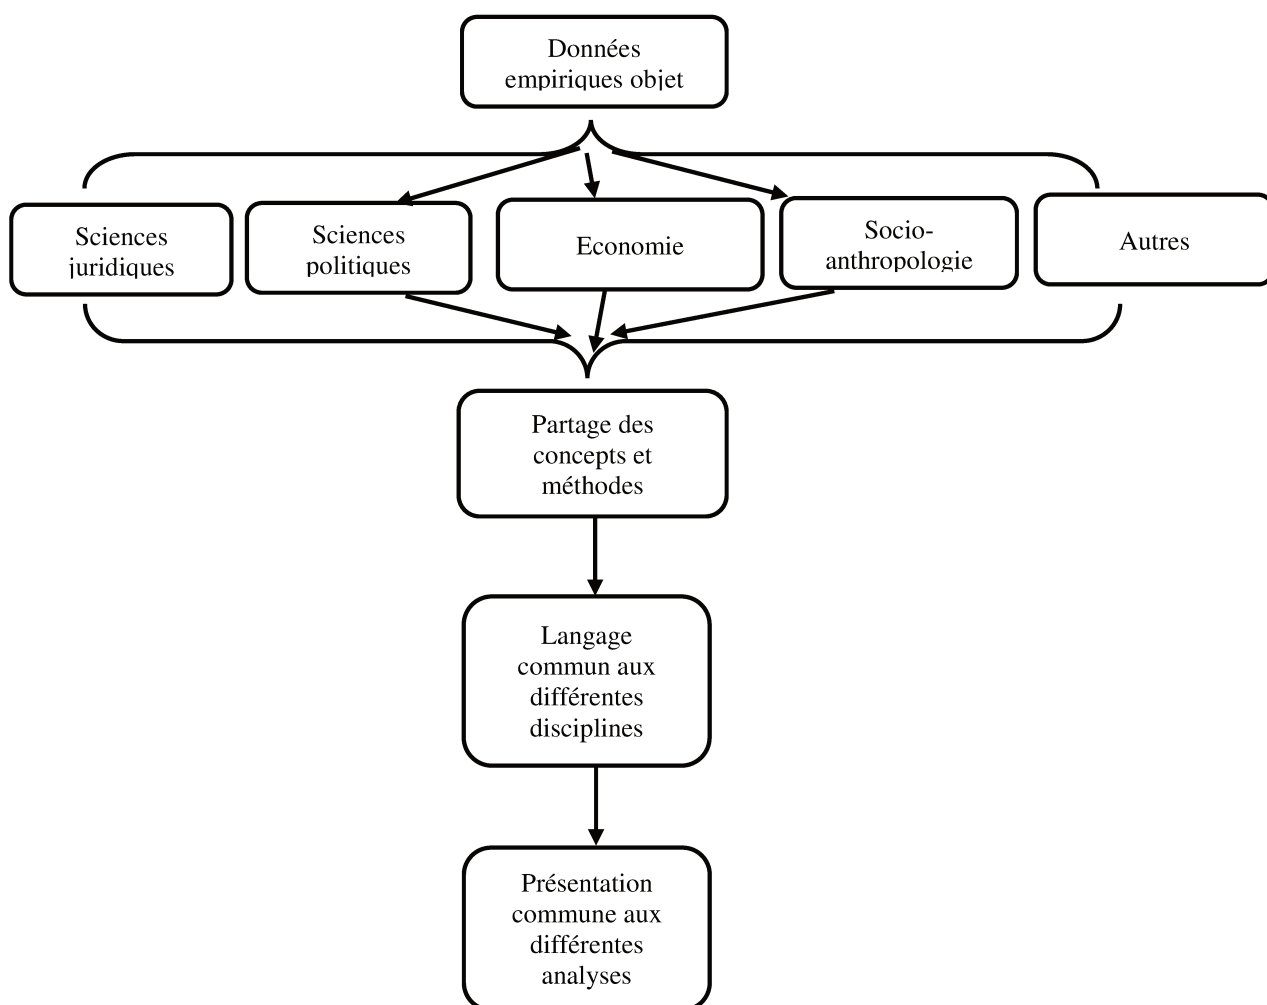 Données
empiriques objet
Sciences
juridiques
Sciences
politiques
Economie
Socio-
anthropologie
Autres
Partage des
concepts et
méthodes
Langage
commun aux
différentes
disciplines
Présentation
commune aux
différentes
analyses